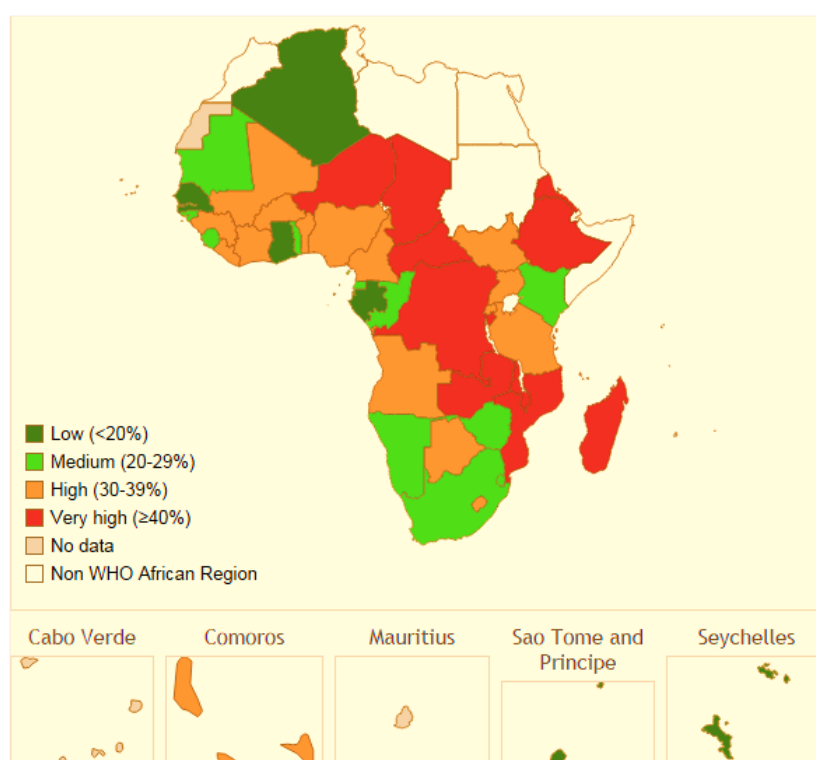 Low (<20%)
Medium (20-29%)
High (30-39%)
Very high (≥40%)
No data
Non WHO African Region
Cabo Verde
Comoros
Mauritius
Sao Tome and
Principe
Seychelles